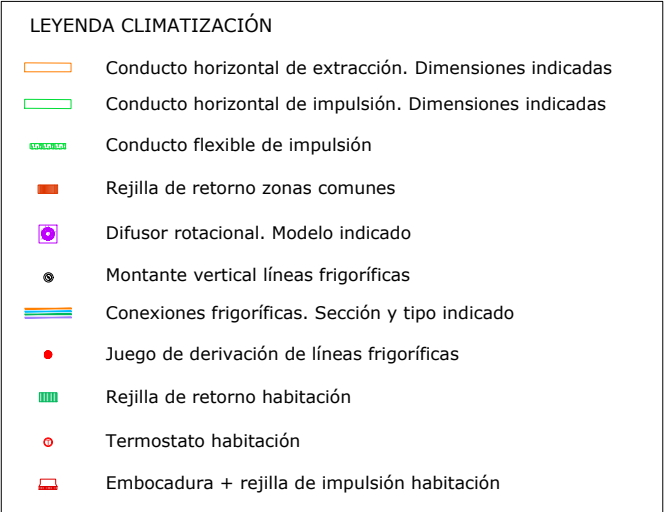 LEYENDA CLIMATIZACIÓN
Conducto horizontal de extracción. Dimensiones indicadas
Conducto horizontal de impulsión. Dimensiones indicadas
Conducto flexible de impulsión
Rejilla de retorno zonas comunes
Difusor rotacional. Modelo indicado
Montante vertical líneas frigoríficas
Conexiones frigoríficas. Sección y tipo indicado
Juego de derivación de líneas frigoríficas
Rejilla de retorno habitación
Termostato habitación
Embocadura + rejilla de impulsión habitación